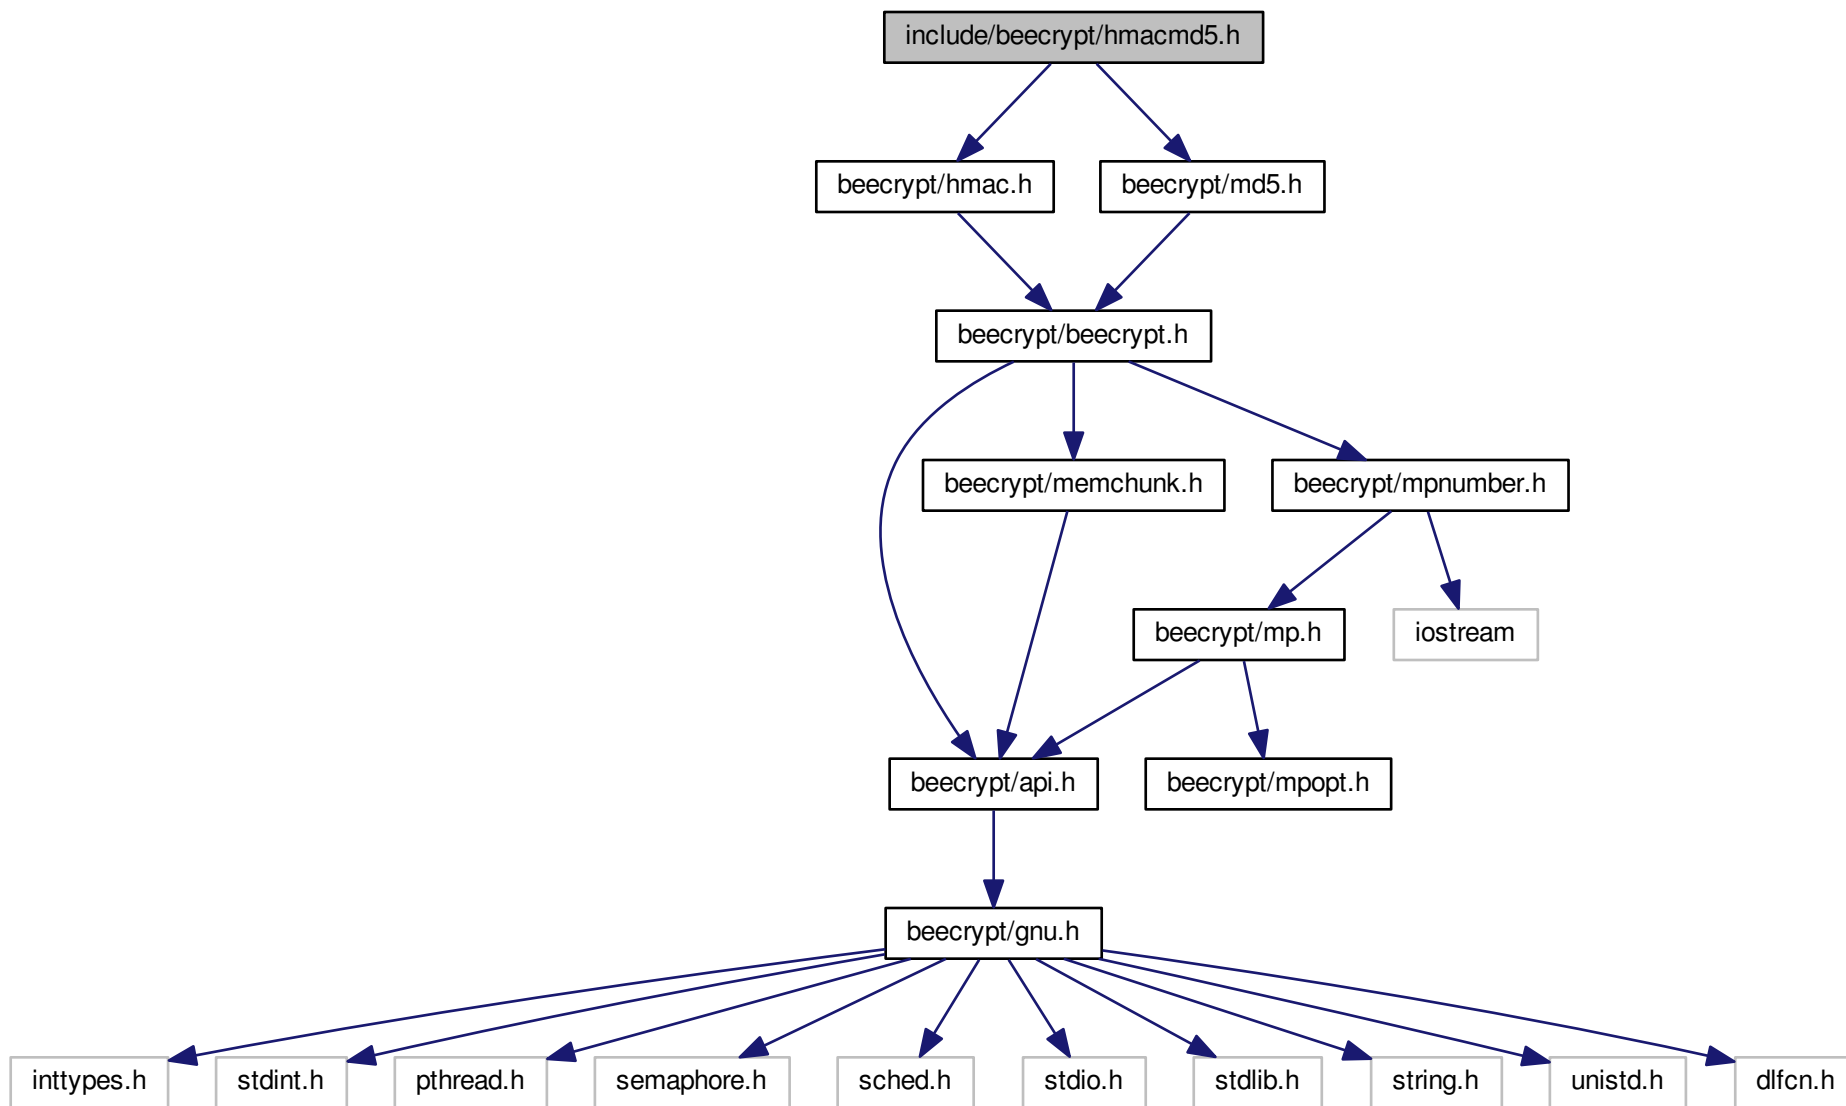 include/beecrypt/hmacmd5.h
beecrypt/hmac.h
beecrypt/md5.h
beecrypt/beecrypt.h
beecrypt/memchunk.h
beecrypt/mpnumber.h
beecrypt/mp.h
iostream
beecrypt/api.h
beecrypt/mpopt.h
beecrypt/gnu.h
inttypes.h
stdint.h
pthread.h
semaphore.h
sched.h
stdio.h
stdlib.h
string.h
unistd.h
dlfcn.h